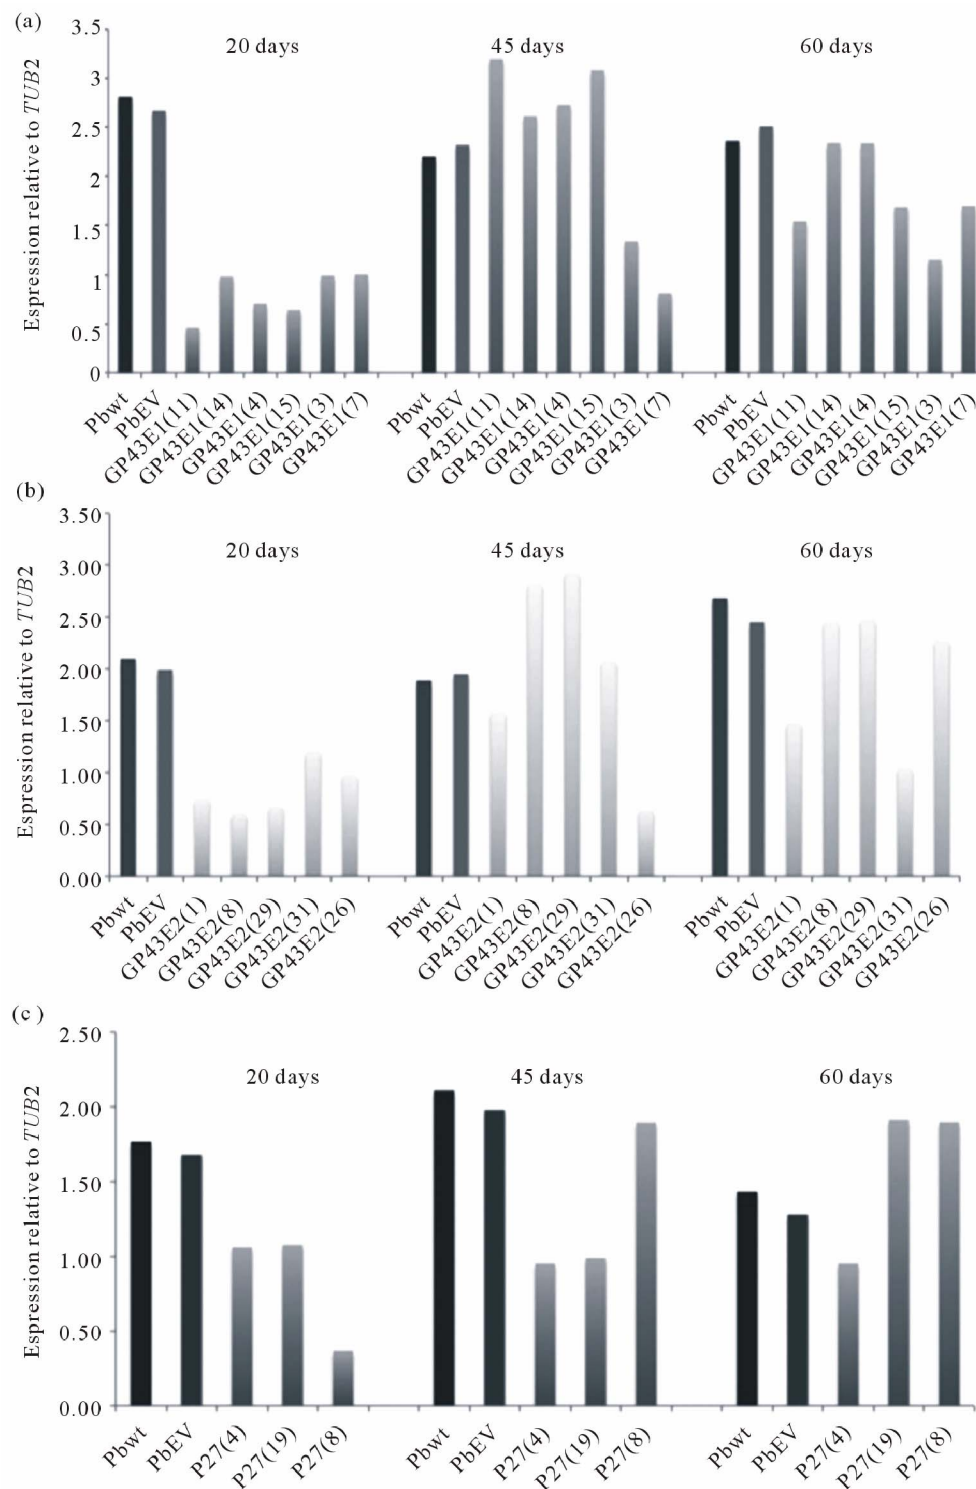 (a)
Espression relative to TUB2
3.5
3
2.5
2
1.5
1
0.5
0
20 days
45 days
60 days
Pbwt
PbEV
GP43E1(11)
GP43E1(14)
GP43E1(4)
GP43E1(15)
GP43E1(3)
GP43E1(7)
Pbwt
PbEV
GP43E1(11)
GP43E1(14)
GP43E1(4)
GP43E1(15)
GP43E1(3)
GP43E1(7)
Pbwt
PbEV
GP43E1(11)
GP43E1(14)
GP43E1(4)
GP43E1(15)
GP43E1(3)
GP43E1(7)
(b)
Espression relative to TUB2
3.50
3.00
2.50
2.00
1.50
1.00
0.50
0.00
20 days
45 days
60 days
Pbwt
PbEV
GP43E2(1)
GP43E2(8)
GP43E2(29)
GP43E2(31)
GP43E2(26)
Pbwt
PbEV
GP43E2(1)
GP43E2(8)
GP43E2(29)
GP43E2(31)
GP43E2(26)
Pbwt
PbEV
GP43E2(1)
GP43E2(8)
GP43E2(29)
GP43E2(31)
GP43E2(26)
(c )
Espression relative to TUB2
2.50
2.00
1.50
1.00
0.50
0.00
20 days
45 days
60 days
Pbwt
PbEV
P27(4)
P27(19)
P27(8)
Pbwt
PbEV
P27(4)
P27(19)
P27(8)
Pbwt
PbEV
P27(4)
P27(19)
P27(8)